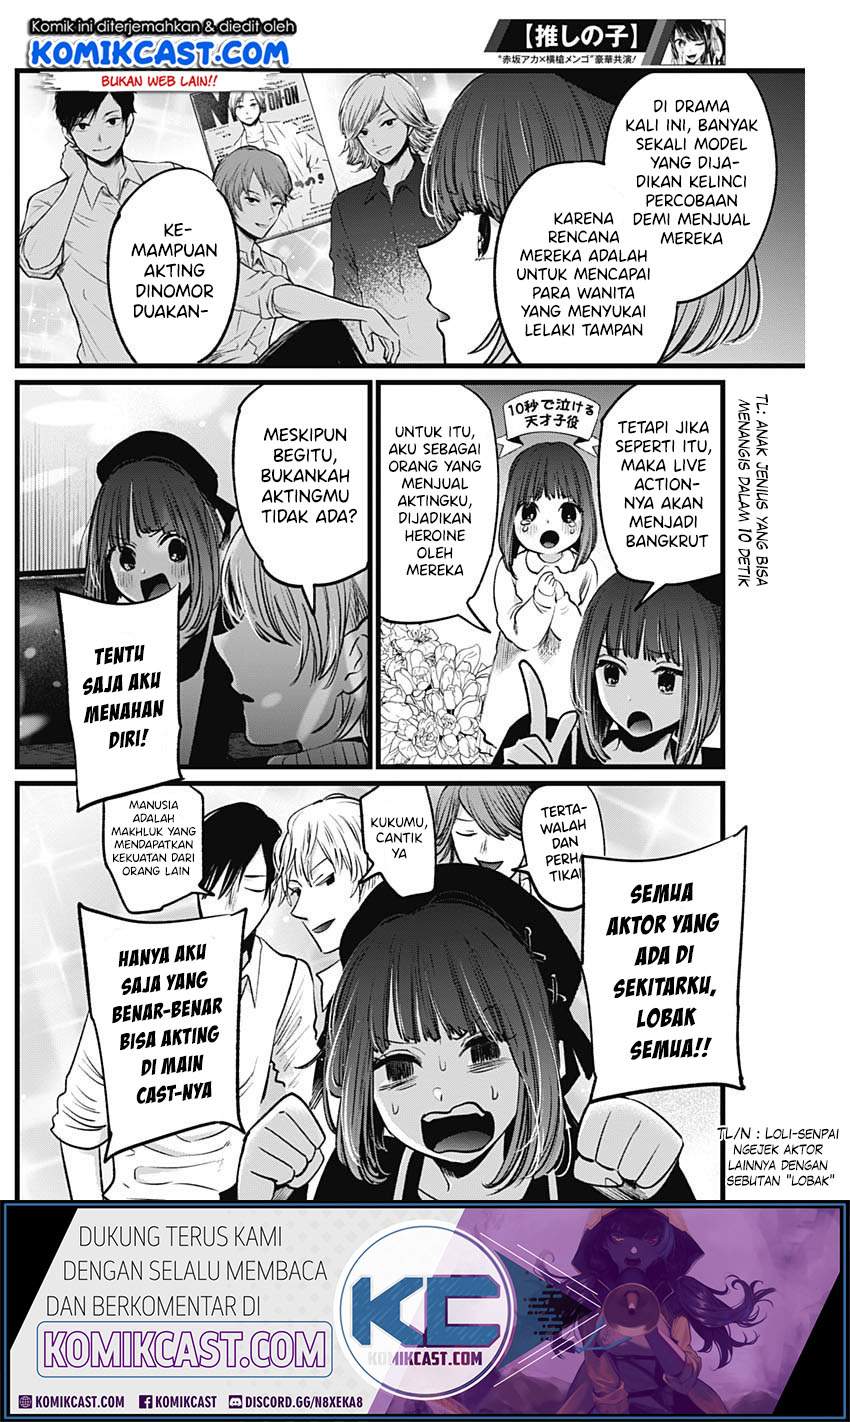 Komik ini diterjemahkan & diedit oleh
KOMIKCAST.COM
BUKAN WEB LAIN!!
【推しの子】
"赤坂アカ×横槍メンゴ"豪華共演!
ON-ON
DI DRAMA
KALI INI, BANYAK
SEKALI MODEL
YANG DIJA-
DIKAN KELINCI
PERCOBAAN
DEMI MENJUAL
MEREKA
KARENA
RENCANA
MEREKA ADALAH
UNTUK MENCAPAI
PARA WANITA
YANG MENYUKAI
LELAKI TAMPAN
KE-
MAMPUAN
AKTING
DINOMOR
DUAKAN-
TETAPI JIKA
SEPERTI ITU,
MAKA LIVE
ACTION-
NYA AKAN
MENJADI
BANGKRUT
10秒で泣ける
天才子役
TL: ANAK JENIUS YANG BISA
MENANGIS DALAM 10 DETIK
UNTUK ITU,
AKU SEBAGAI
ORANG YANG
MENJUAL
AKTINGKU,
DIJADIKAN
HEROINE
OLEH
MEREKA
MESKIPUN
BEGITU,
BUKANKAH
AKTINGMU
TIDAK ADA?
TENTU
SAJA AKU
MENAHAN
DIRI!
TERTA-
WALAH
DAN
PERHA
TIKAN
KUKUMU,
CANTIK
YA
MANUSIA
ADALAH
MAKHLUK YANG
MENDAPATKAN
KEKUATAN DARI
ORANG LAIN
SEMUA
AKTOR YANG
ADA DI
SEKITARKU,
LOBAK
SEMUA!!
HANYA AKU
SAJA YANG
BENAR-BENAR
BISA AKTING
DI MAIN
CAST-NYA
TL/N : LOLI-SENPAI
NGEJEK AKTOR
LAINNYA DENGAN
SEBUTAN "LOBAK"
DUKUNG TERUS KAMI
DENGAN SELALU MEMBACA
DAN BERKOMENTAR DI
KOMIKCAST.COM
KC
KOMIKCAST.COM
KOMIKCAST.COM KOMIKCAST DISCORD.GG/N8XEKA8